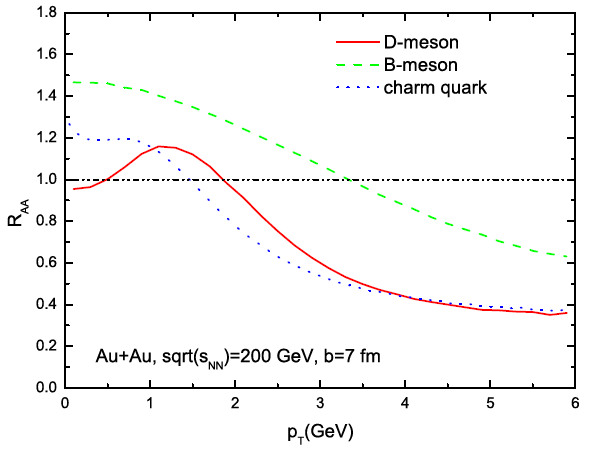 1.8
1.6
1.4
1.2
1.0
0.8
0.6
0.4
0.2
0.0
R_AA
D-meson
B-meson
charm quark
Au+Au, sqrt(s_NN)=200 GeV, b=7 fm
0 1 2 3 4 5 6
p_T(GeV)